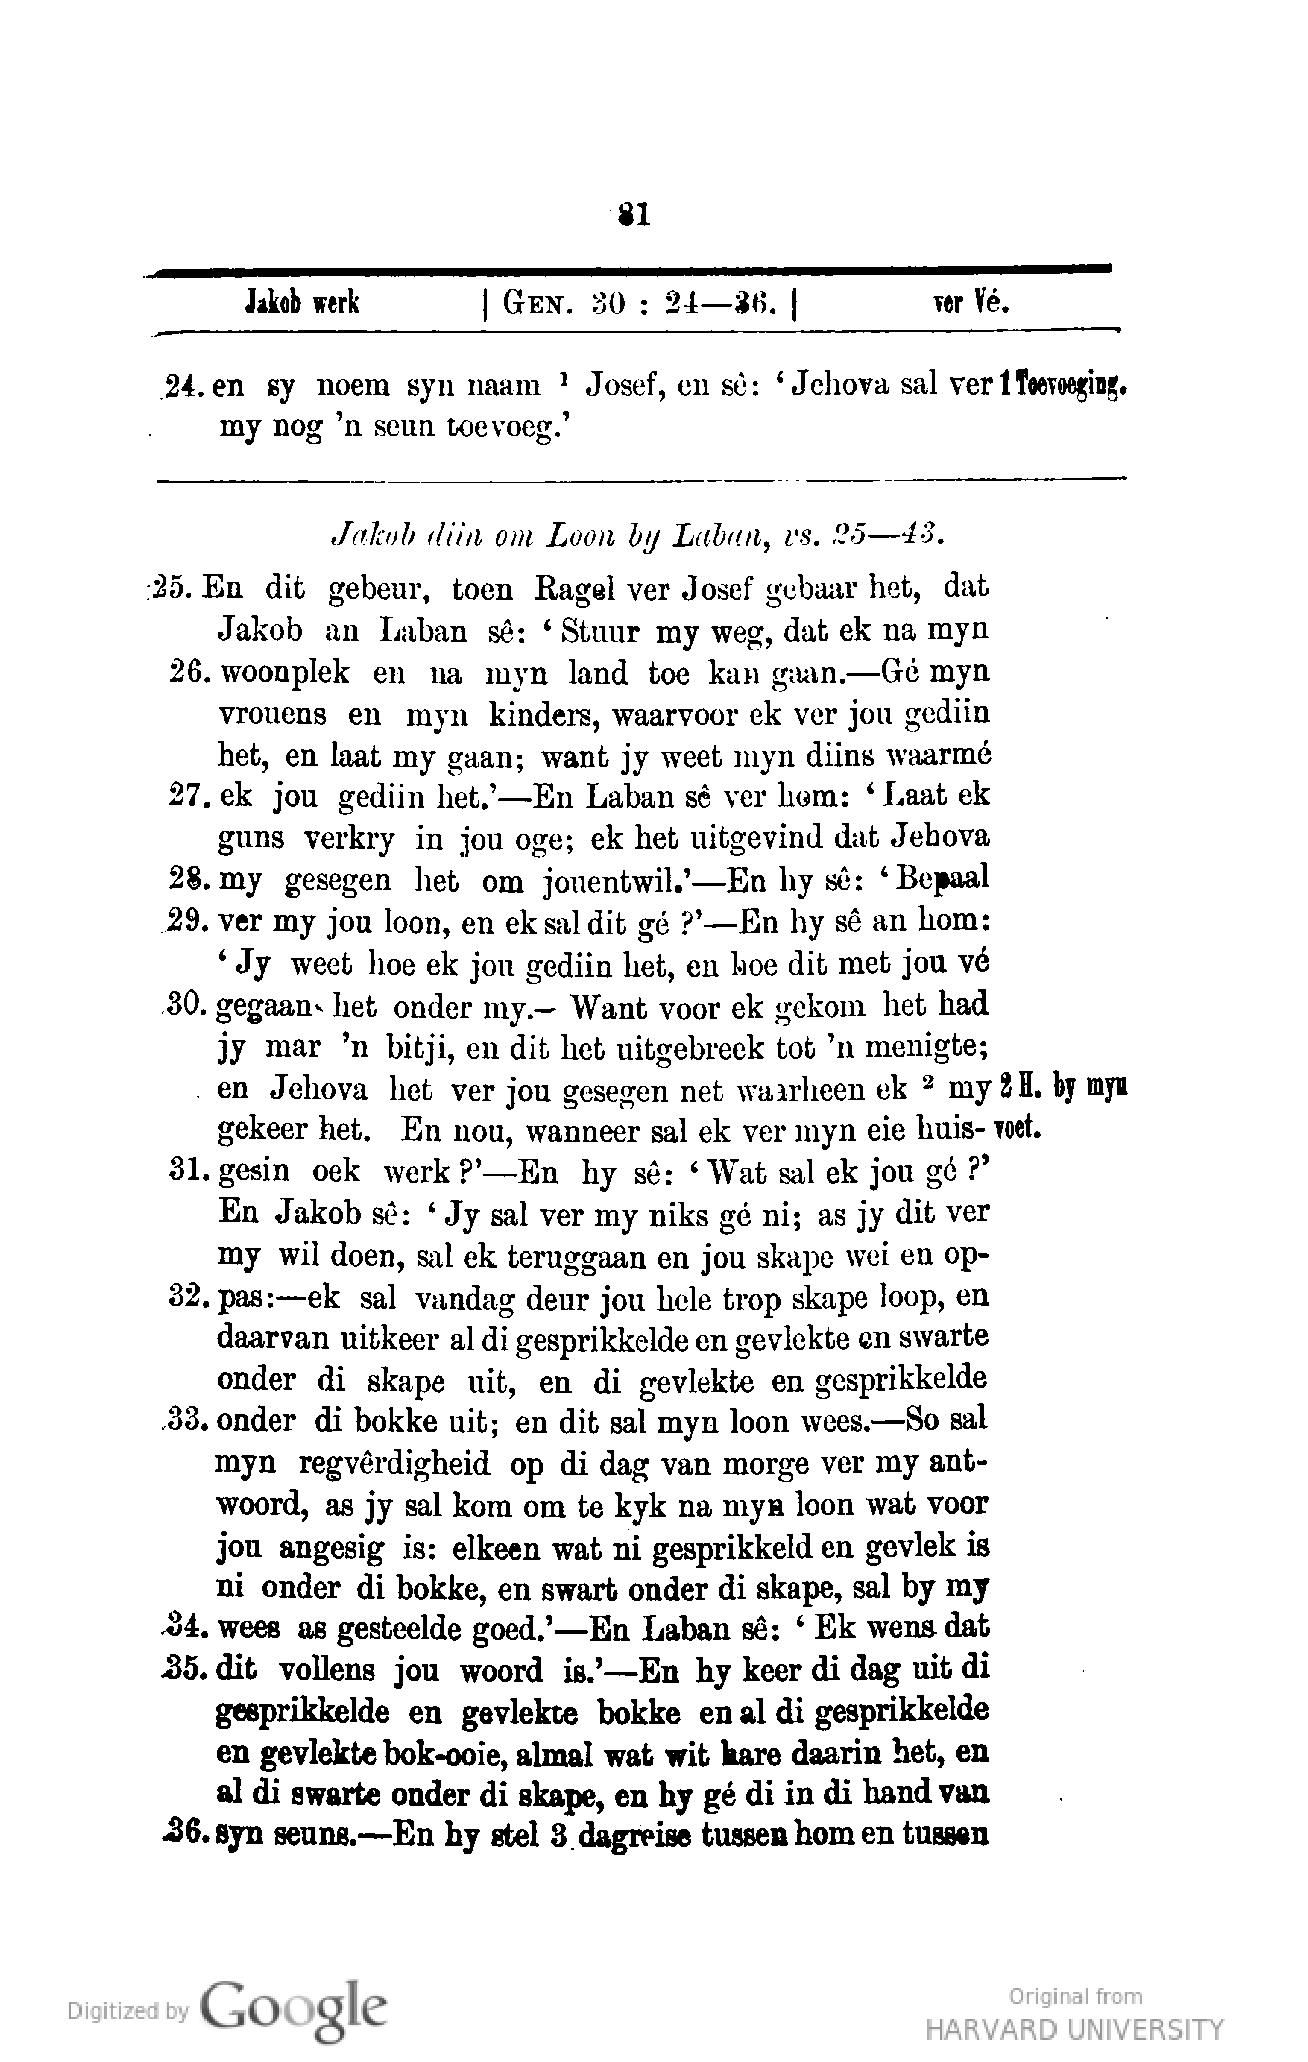 81
Jakob werk | GEN. 30 : 24—36. | ver Vé.
24. en sy noem syn naam ¹ Josef, en sê: ‘Jehova sal ver 1 Toevoeging.
my nog ’n seun toevoeg.’
Jakob diin om Loon by Laban, vs. 25—43.
25. En dit gebeur, toen Ragel ver Josef gebaar het, dat
Jakob an Laban sê: ‘Stuur my weg, dat ek na myn
26. woonplek en na myn land toe kan gaan.—Gé myn
vrouens en myn kinders, waarvoor ek ver jou gediin
het, en laat my gaan; want jy weet myn diins waarmé
27. ek jou gediin het.’—En Laban sê ver hom: ‘Laat ek
guns verkry in jou oge; ek het uitgevind dat Jehova
28. my gesegen het om jouentwil.’—En hy sê: ‘Bepaal
29. ver my jou loon, en ek sal dit gé ?’—En hy sê an hom:
‘Jy weet hoe ek jou gediin het, en hoe dit met jou vé
30. gegaan het onder my.—Want voor ek gekom het had
jy mar ’n bitji, en dit het uitgebreek tot ’n menigte;
en Jehova het ver jou gesegen net waarheen ek ² my 2 H. by myn
gekeer het. En nou, wanneer sal ek ver myn eie huis- voet.
31. gesin oek werk ?’—En hy sê: ‘Wat sal ek jou gé ?’
En Jakob sê: ‘Jy sal ver my niks gé ni; as jy dit ver
my wil doen, sal ek teruggaan en jou skape wei en op-
32. pas:—ek sal vandag deur jou hele trop skape loop, en
daarvan uitkeer al di gesprikkelde en gevlekte en swarte
onder di skape uit, en di gevlekte en gesprikkelde
33. onder di bokke uit; en dit sal myn loon wees.—So sal
myn regvêrdigheid op di dag van morge ver my ant-
woord, as jy sal kom om te kyk na myn loon wat voor
jou angesig is: elkeen wat ni gesprikkeld en gevlek is
ni onder di bokke, en swart onder di skape, sal by my
34. wees as gesteelde goed.’—En Laban sê: ‘Ek wens dat
35. dit vollens jou woord is.’—En hy keer di dag uit di
gesprikkelde en gevlekte bokke en al di gesprikkelde
en gevlekte bok-ooie, almal wat wit hare daarin het, en
al di swarte onder di skape, en hy gé di in di hand van
36. syn seuns.—En hy stel 3 dagreise tussen hom en tussen
Digitized by Google
Original from
HARVARD UNIVERSITY